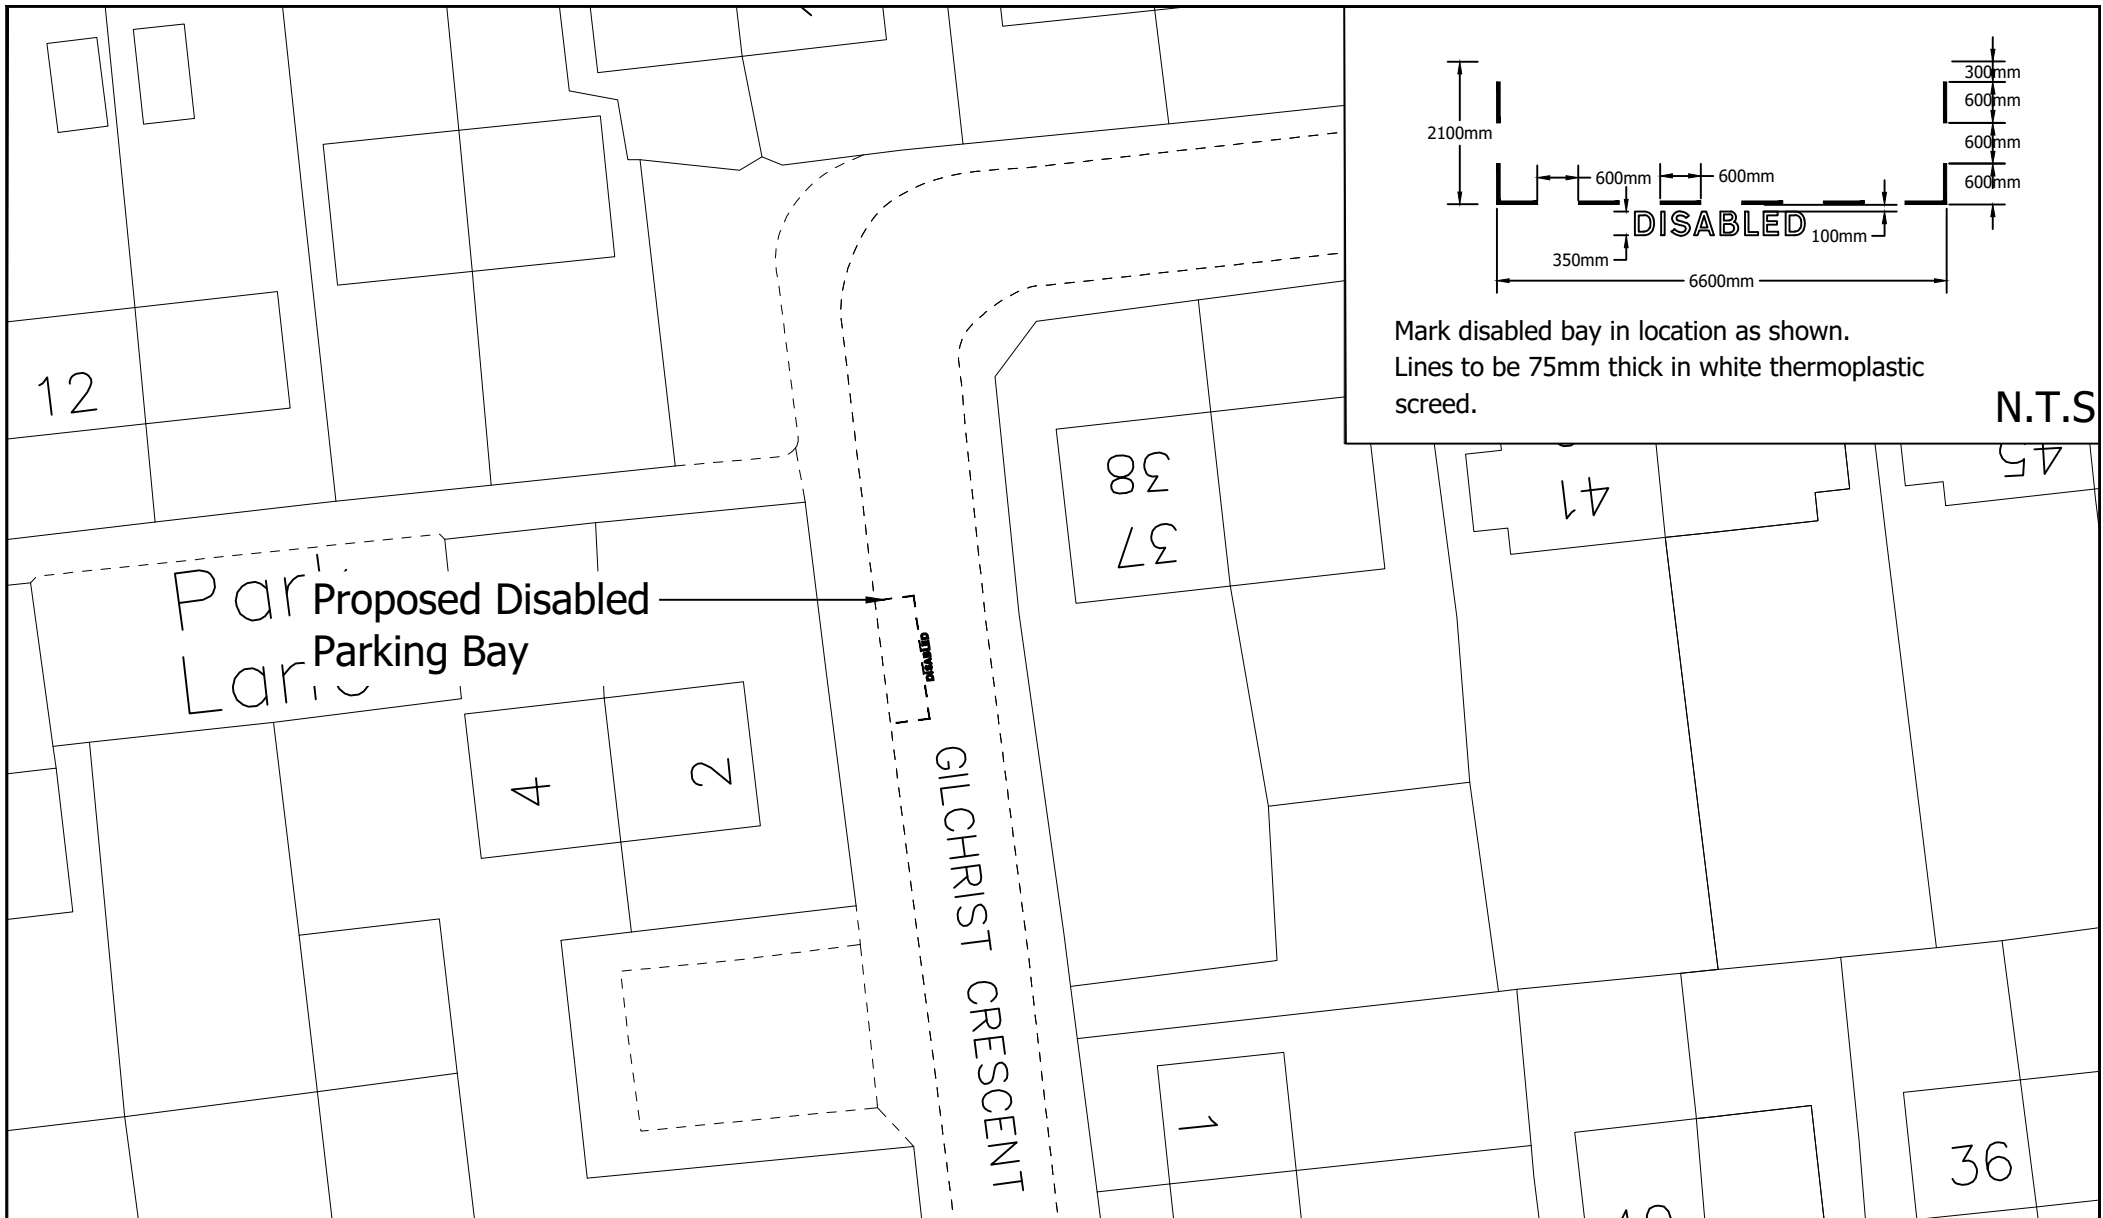 300mm
600mm
2100mm
600mm
600mm
600mm
600mm
DISABLED
100mm
350mm
6600mm
Mark disabled bay in location as shown.
Lines to be 75mm thick in white thermoplastic
screed.
N.T.S
12
38
37
41
45
Proposed Disabled
Parking Bay
DISABLED
4
2
GILCHRIST CRESCENT
1
36